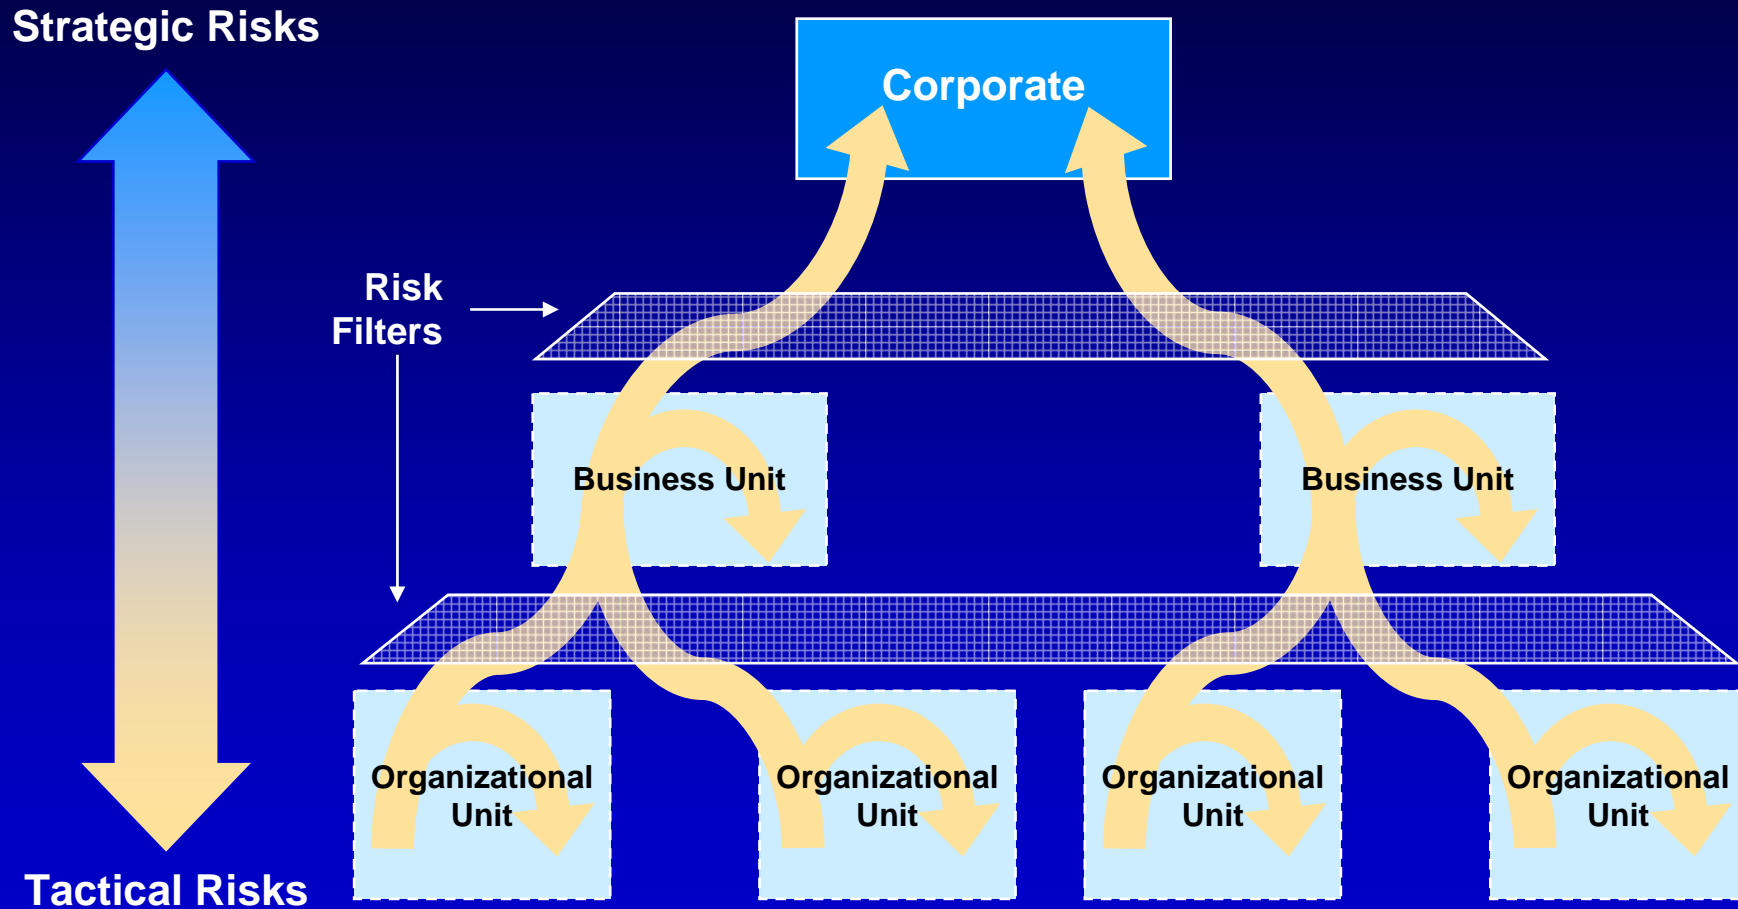 Strategic Risks
Corporate
Risk
Filters
Business Unit
Business Unit
Organizational
Unit
Organizational
Unit
Organizational
Unit
Organizational
Unit
Tactical Risks